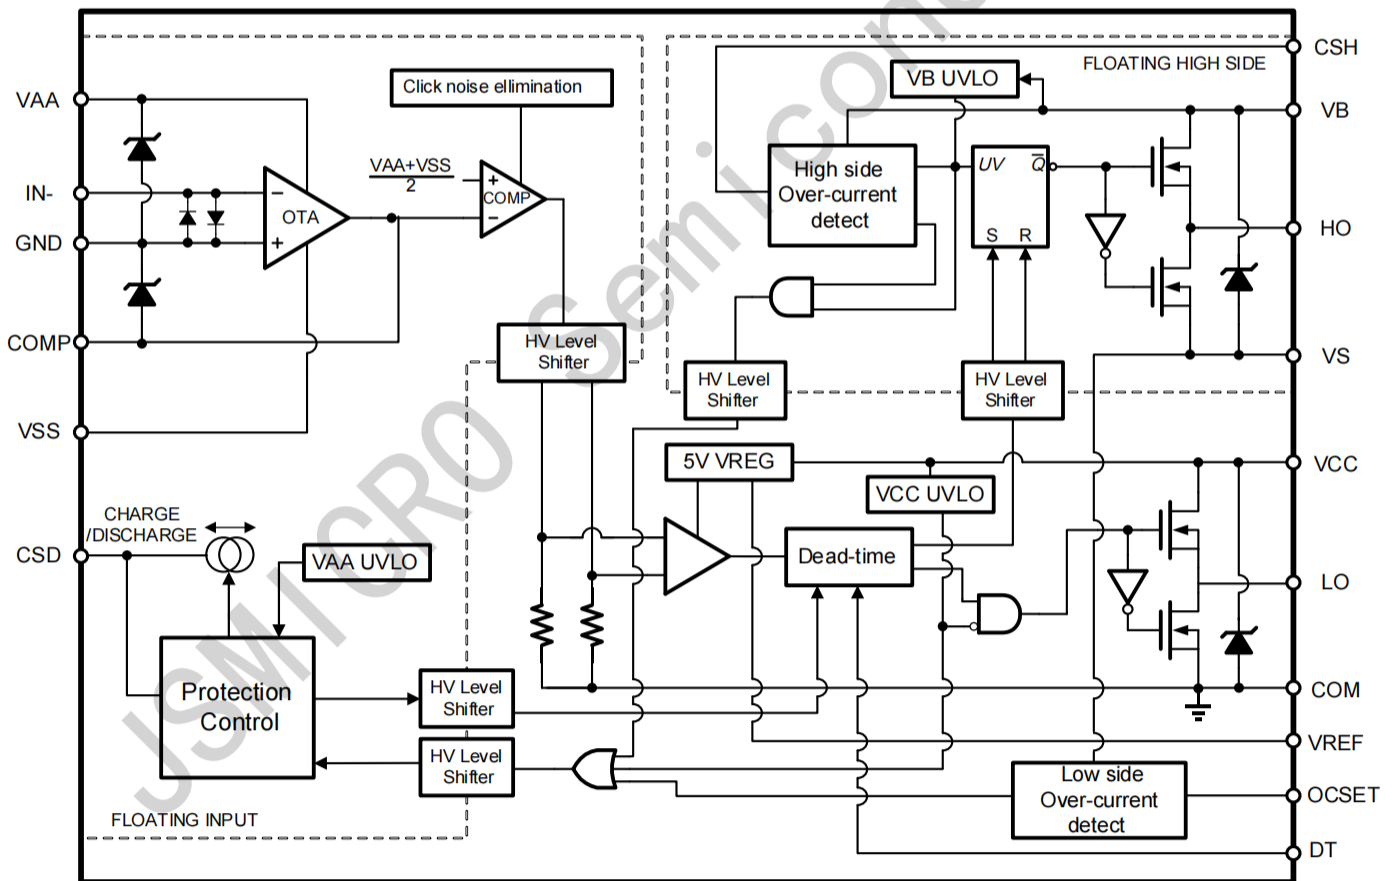 CSH
FLOATING HIGH SIDE
VB UVLO
Click noise ellimination
VAA
VB
VAA+VSS
2
+
COMP
−
High side
Over-current
detect
UV
Q̅
S R
IN-
−
OTA
+
GND
HO
COMP
HV Level
Shifter
VS
HV Level
Shifter
HV Level
Shifter
VSS
5V VREG
VCC
VCC UVLO
CHARGE
/DISCHARGE
CSD
VAA UVLO
Dead-time
LO
Protection
Control
HV Level
Shifter
COM
HV Level
Shifter
VREF
Low side
Over-current
detect
OCSET
FLOATING INPUT
DT
JSMICRO Semicond